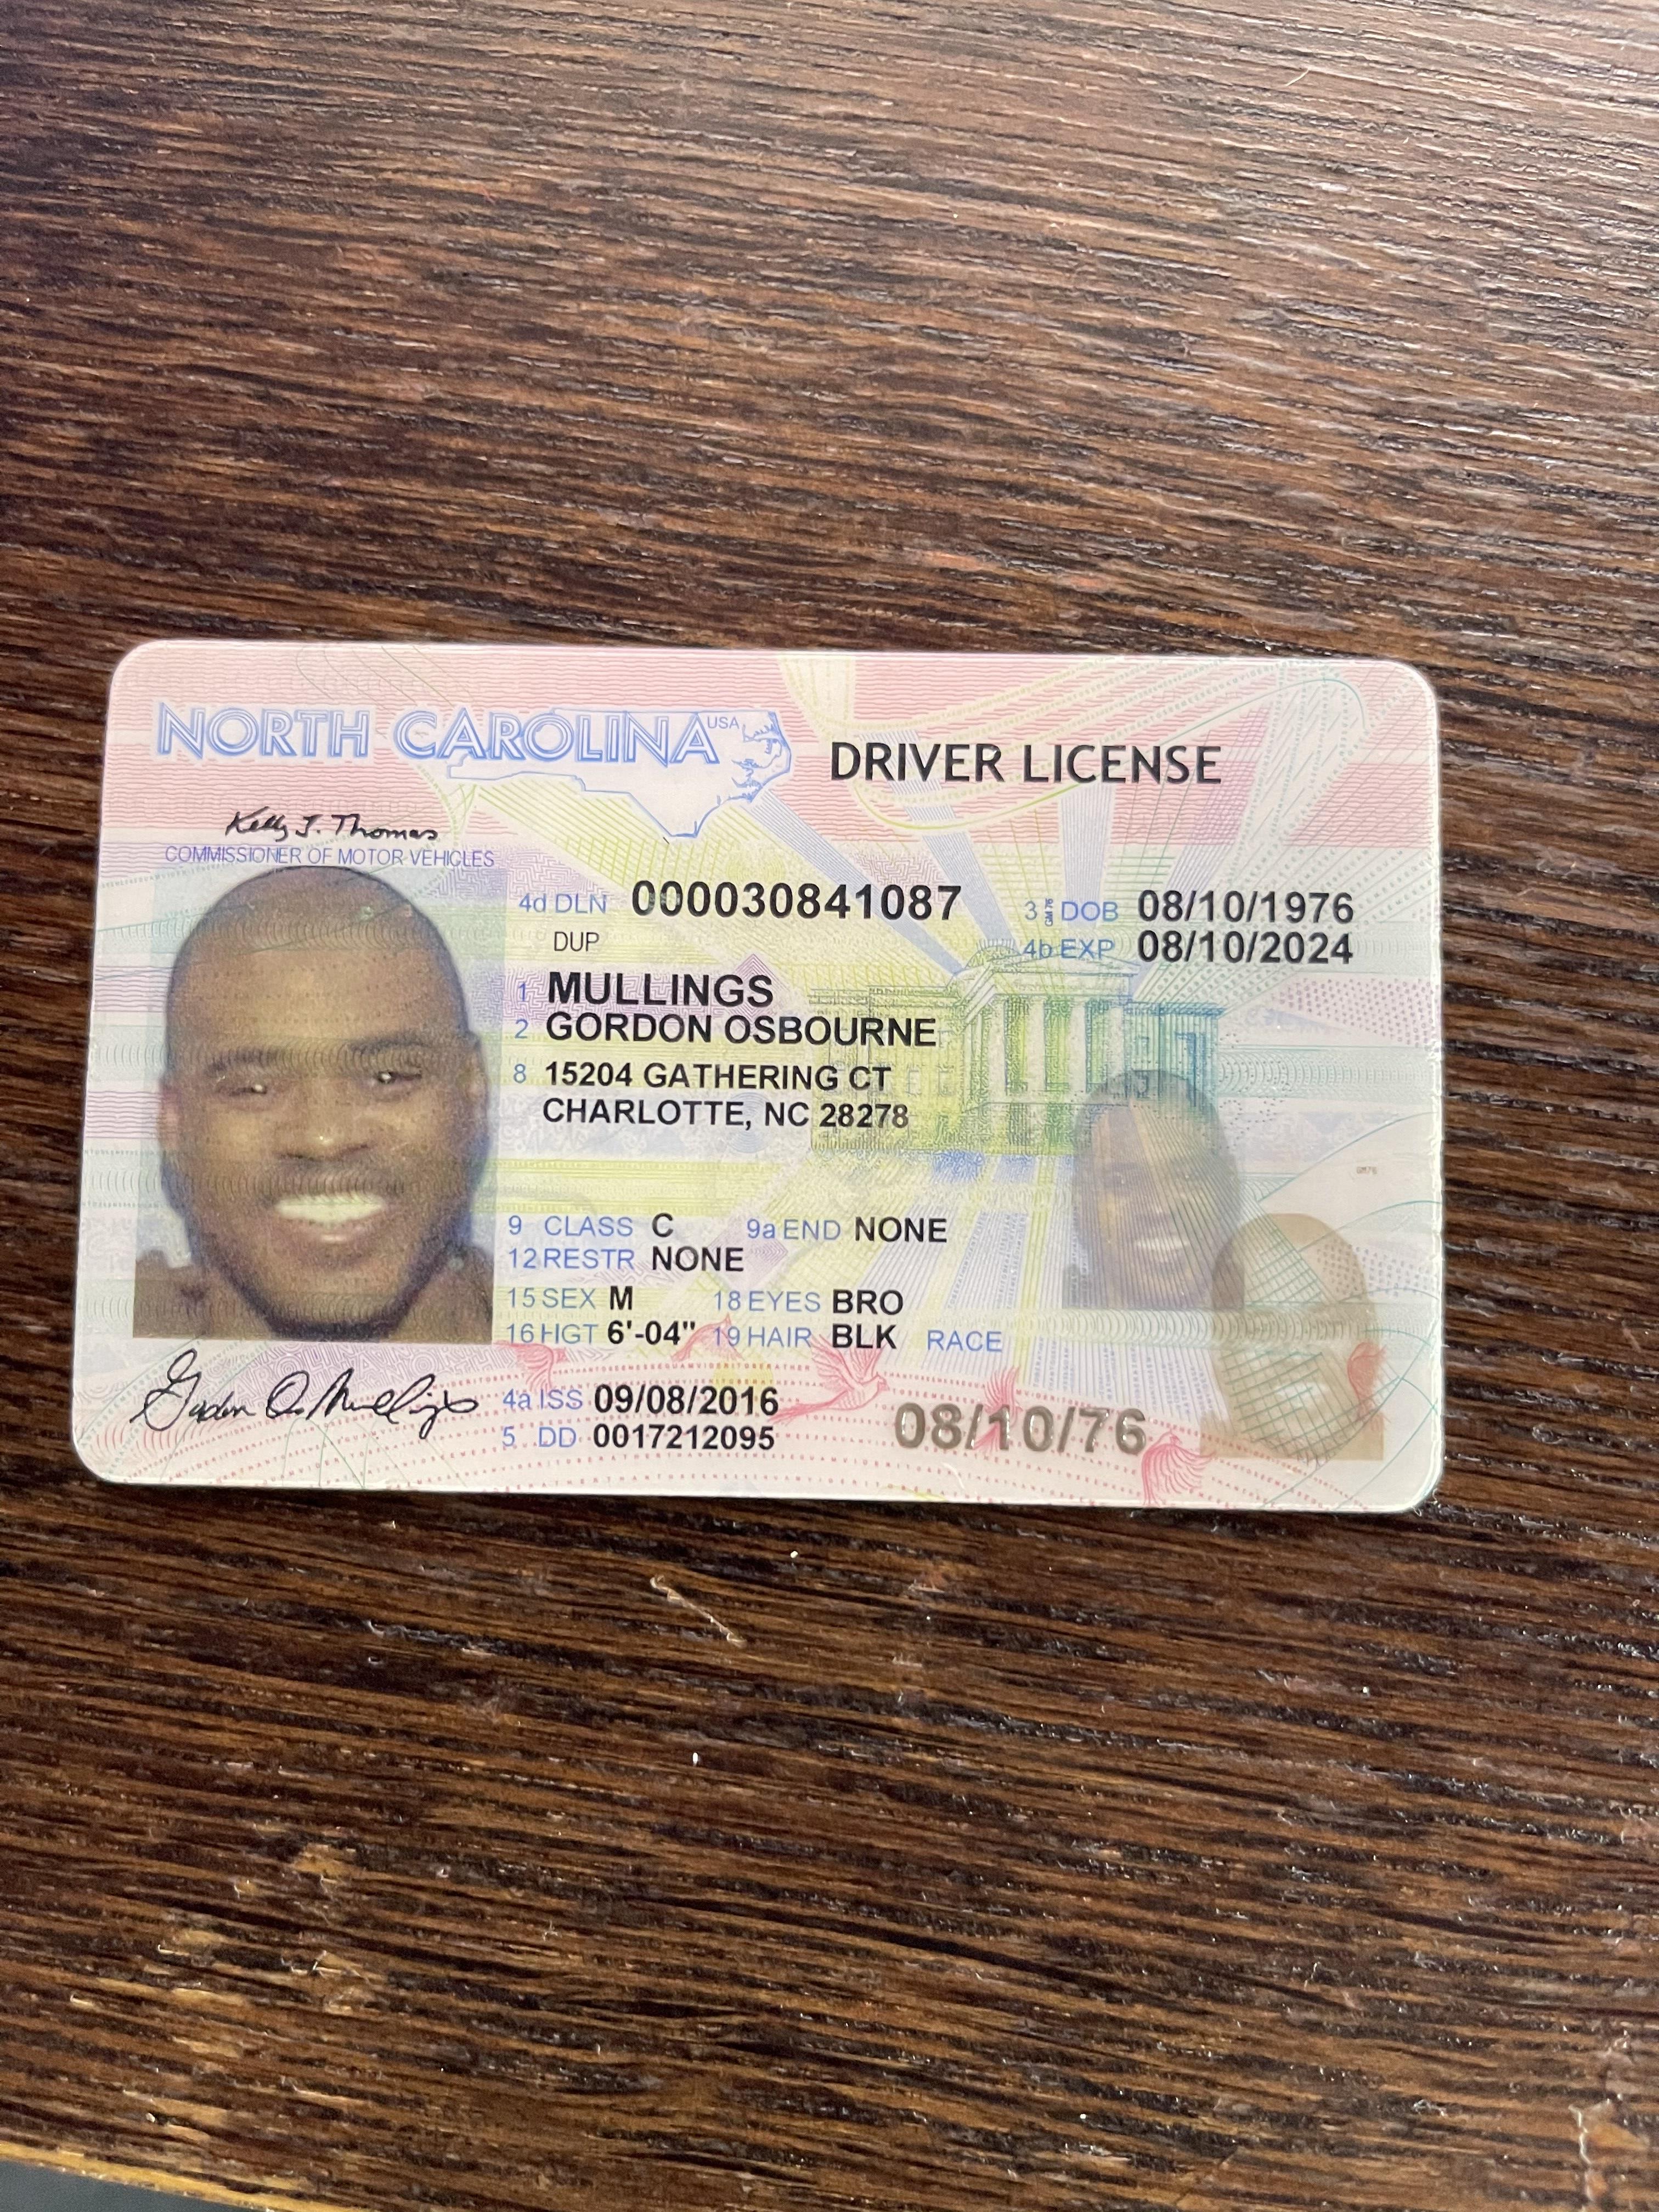 NORTH CAROLINA USA
DRIVER LICENSE
Kelly J. Thomas
COMMISSIONER OF MOTOR VEHICLES
4d DLN 000030841087
3 DOB 08/10/1976
DUP
4b EXP 08/10/2024
1 MULLINGS
2 GORDON OSBOURNE
8 15204 GATHERING CT
CHARLOTTE, NC 28278
9 CLASS C 9a END NONE
12 RESTR NONE
15 SEX M 18 EYES BRO
16 HGT 6'-04" 19 HAIR BLK RACE
4a ISS 09/08/2016
5 DD 0017212095
08/10/76